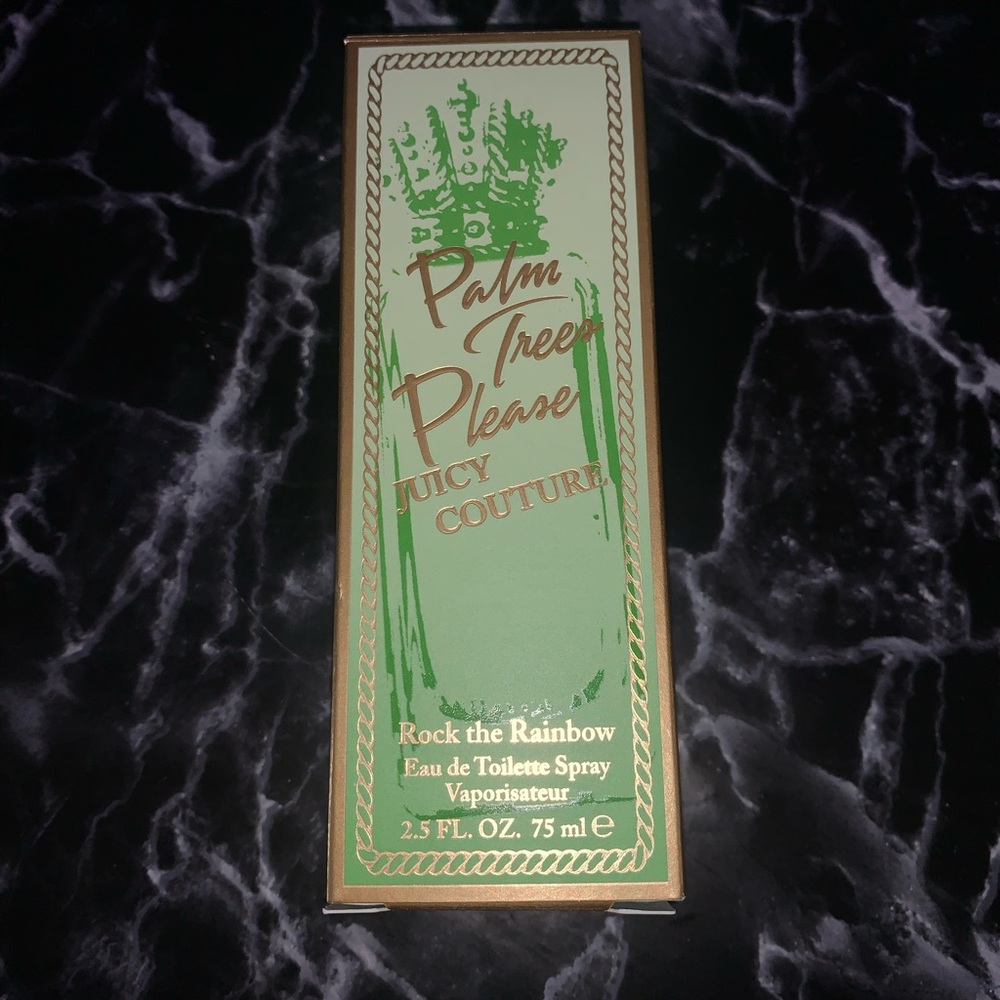 Palm
Trees
Please
JUICY
COUTURE
Rock the Rainbow
Eau de Toilette Spray
Vaporisateur
2.5 FL. OZ. 75 ml ℮